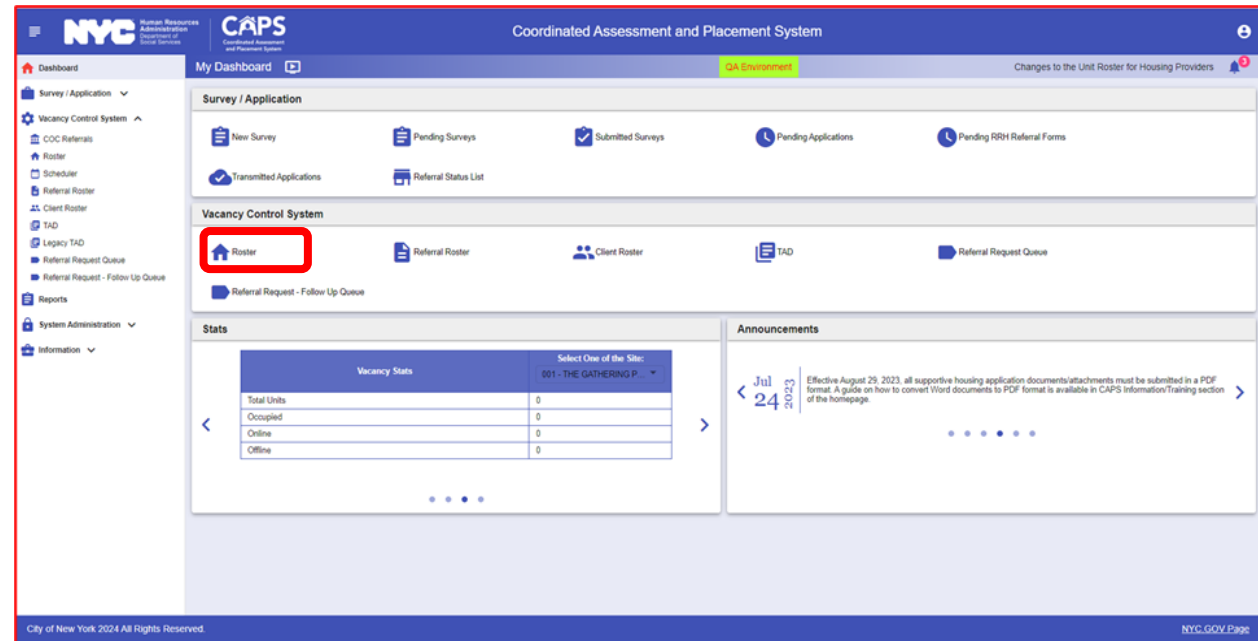 NYC
Human Resources
Administration
Department of
Social Services
CAPS
Coordinated Assessment
and Placement System
Coordinated Assessment and Placement System
Dashboard
My Dashboard
QA Environment
Changes to the Unit Roster for Housing Providers
3
Survey / Application
Vacancy Control System
COC Referrals
Roster
Scheduler
Referral Roster
Client Roster
TAD
Legacy TAD
Referral Request Queue
Referral Request - Follow Up Queue
Reports
System Administration
Information
Survey / Application
New Survey
Pending Surveys
Submitted Surveys
Pending Applications
Pending RRH Referral Forms
Transmitted Applications
Referral Status List
Vacancy Control System
Roster
Referral Roster
Client Roster
TAD
Referral Request Queue
Referral Request - Follow Up Queue
Stats
Vacancy Stats
Select One of the Site:
001 - THE GATHERING P...
Total Units 0
Occupied 0
Online 0
Offline 0
Announcements
Jul
24
2023
Effective August 29, 2023, all supportive housing application documents/attachments must be submitted in a PDF
format. A guide on how to convert Word documents to PDF format is available in CAPS Information/Training section
of the homepage.
City of New York 2024 All Rights Reserved.
NYC.GOV Page